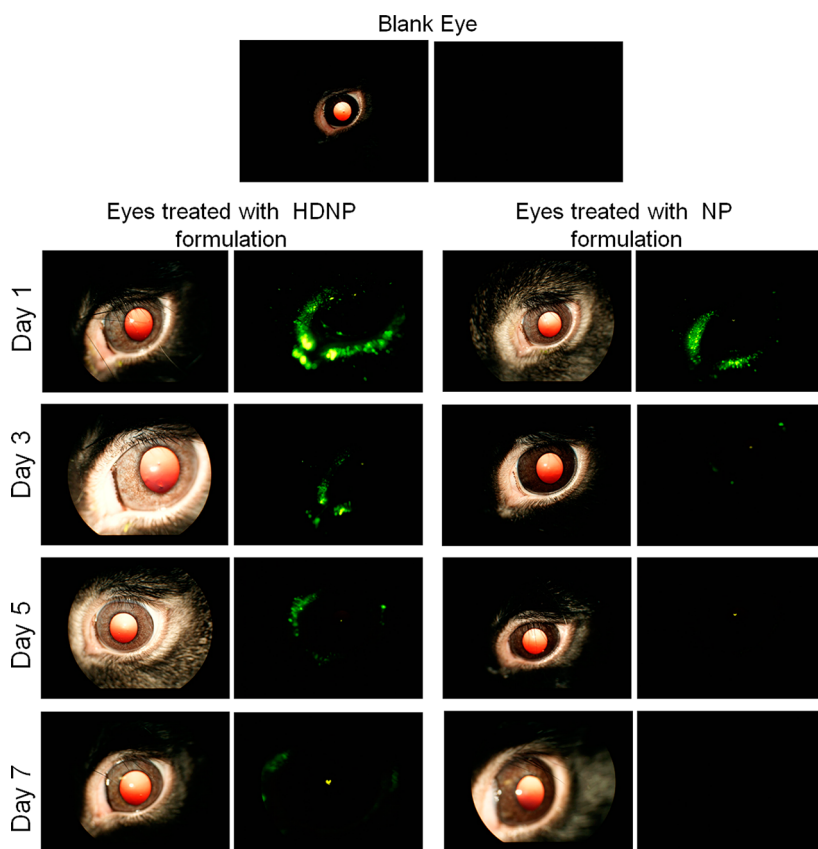 Blank Eye
Eyes treated with HDNP
formulation
Eyes treated with NP
formulation
Day 1
Day 3
Day 5
Day 7